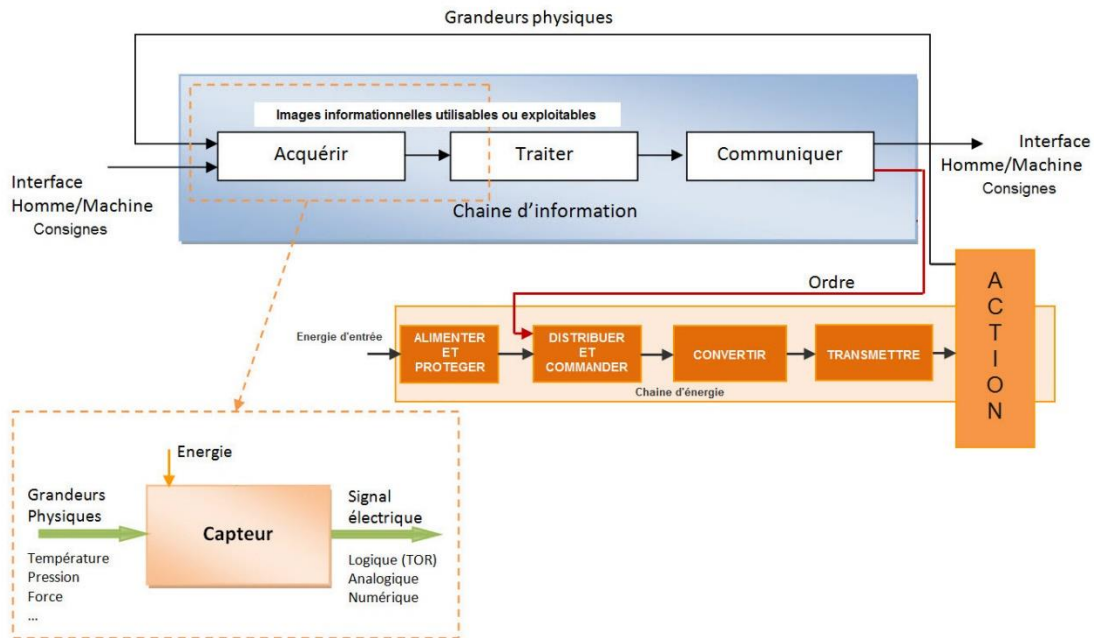 Grandeurs physiques
Images informationnelles utilisables ou exploitables
Acquérir
Traiter
Communiquer
Interface
Homme/Machine
Consignes
Interface
Homme/Machine
Consignes
Chaine d'information
Ordre
Energie d'entrée
ALIMENTER
ET
PROTEGER
DISTRIBUER
ET
COMMANDER
CONVERTIR
TRANSMETTRE
Chaine d'énergie
ACTION
Energie
Grandeurs
Physiques
Capteur
Signal
électrique
Température
Pression
Force
...
Logique (TOR)
Analogique
Numérique